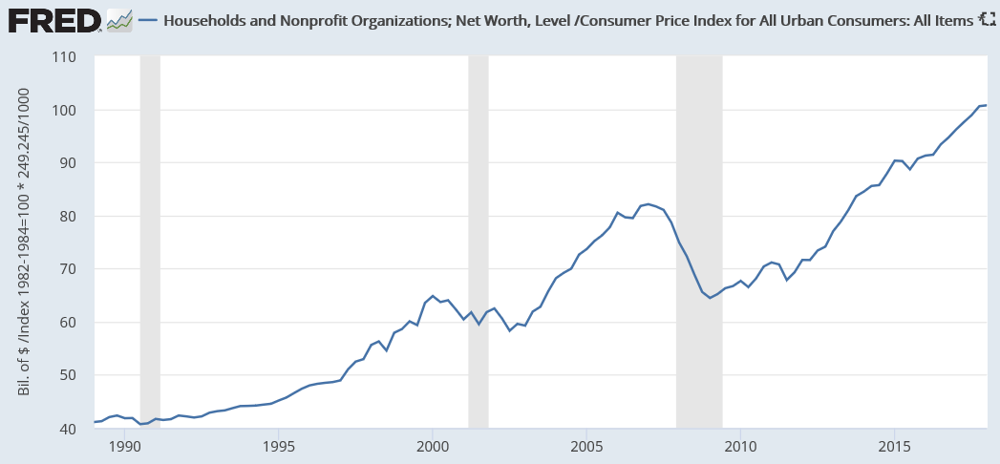 FRED
Households and Nonprofit Organizations; Net Worth, Level /Consumer Price Index for All Urban Consumers: All Items *
Bil. of $ /Index 1982-1984=100 * 249.245/1000
110
100
90
80
70
60
50
40
1990 1995 2000 2005 2010 2015